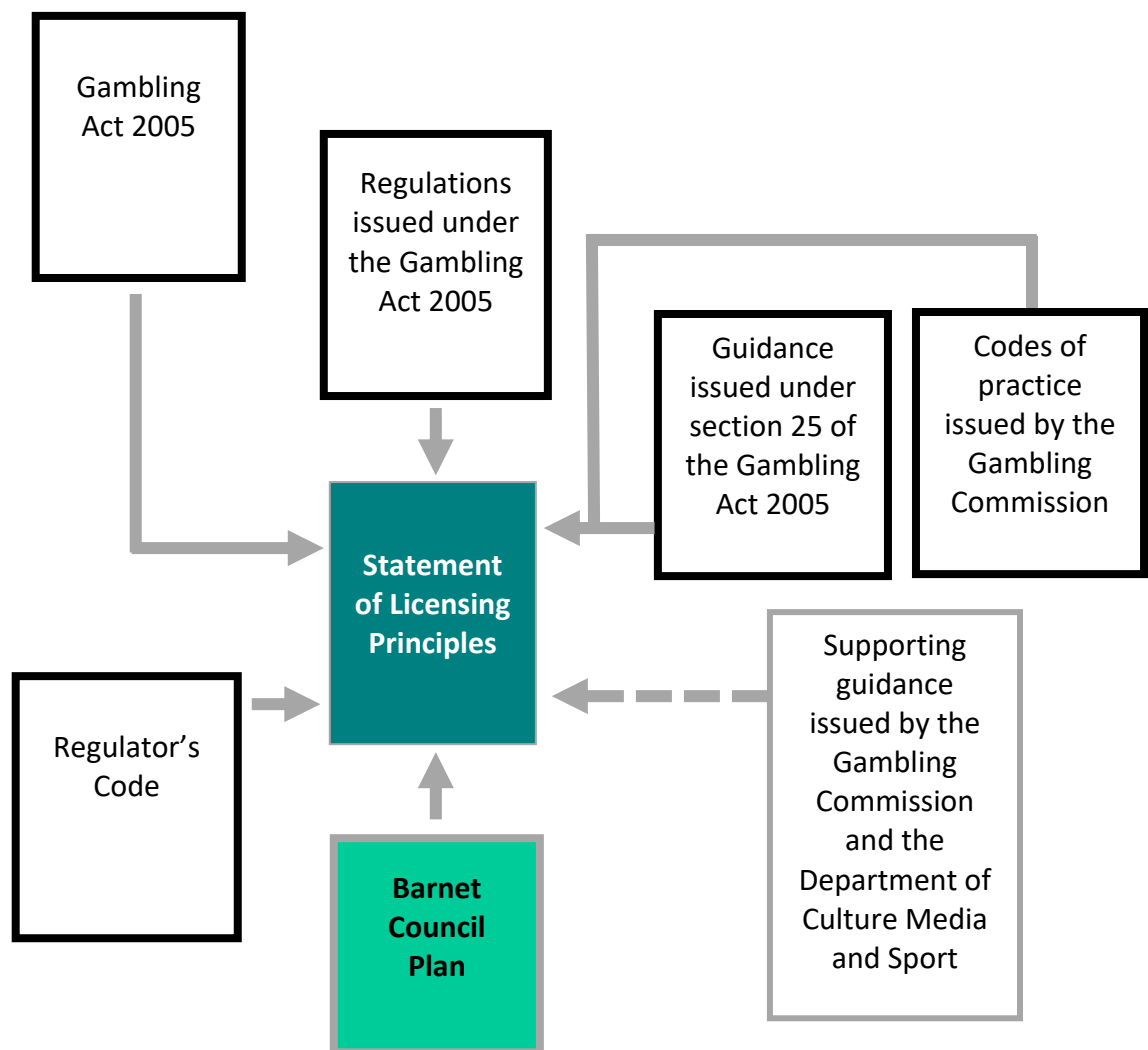 Gambling
Act 2005
Regulations
issued under
the Gambling
Act 2005
Guidance
issued under
section 25 of
the Gambling
Act 2005
Codes of
practice
issued by the
Gambling
Commission
Statement
of Licensing
Principles
Regulator’s
Code
Barnet
Council
Plan
Supporting
guidance
issued by the
Gambling
Commission
and the
Department of
Culture Media
and Sport